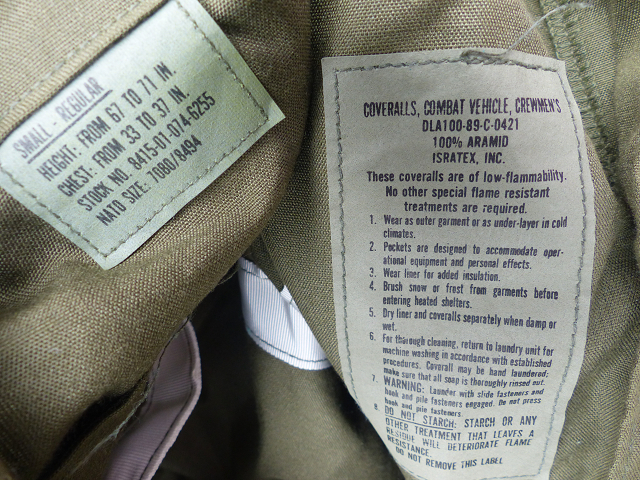 SMALL - REGULAR
HEIGHT: FROM 67 TO 71 IN.
CHEST: FROM 33 TO 37 IN.
STOCK NO. 8415-01-074-6255
NATO SIZE: 7080/8494
COVERALLS, COMBAT VEHICLE, CREWMEN'S
DLA100-89-C-0421
100% ARAMID
ISRATEX, INC.
These coveralls are of low-flammability.
No other special flame resistant
treatments are required.
1. Wear as outer garment or as under-layer in cold
climates.
2. Pockets are designed to accommodate oper-
ational equipment and personal effects.
3. Wear liner for added insulation.
4. Brush snow or frost from garments before
entering heated shelters.
5. Dry liner and coveralls separately when damp or
wet.
6. For thorough cleaning, return to laundry unit for
machine washing in accordance with established
procedures. Coverall may be hand laundered;
make sure that all soap is thoroughly rinsed out.
7. WARNING: Launder with slide fasteners and
hook and pile fasteners engaged. Do not press
hook and pile fasteners.
8. DO NOT STARCH: STARCH OR ANY
OTHER TREATMENT THAT LEAVES A
RESIDUE WILL DETERIORATE FLAME
RESISTANCE.
DO NOT REMOVE THIS LABEL